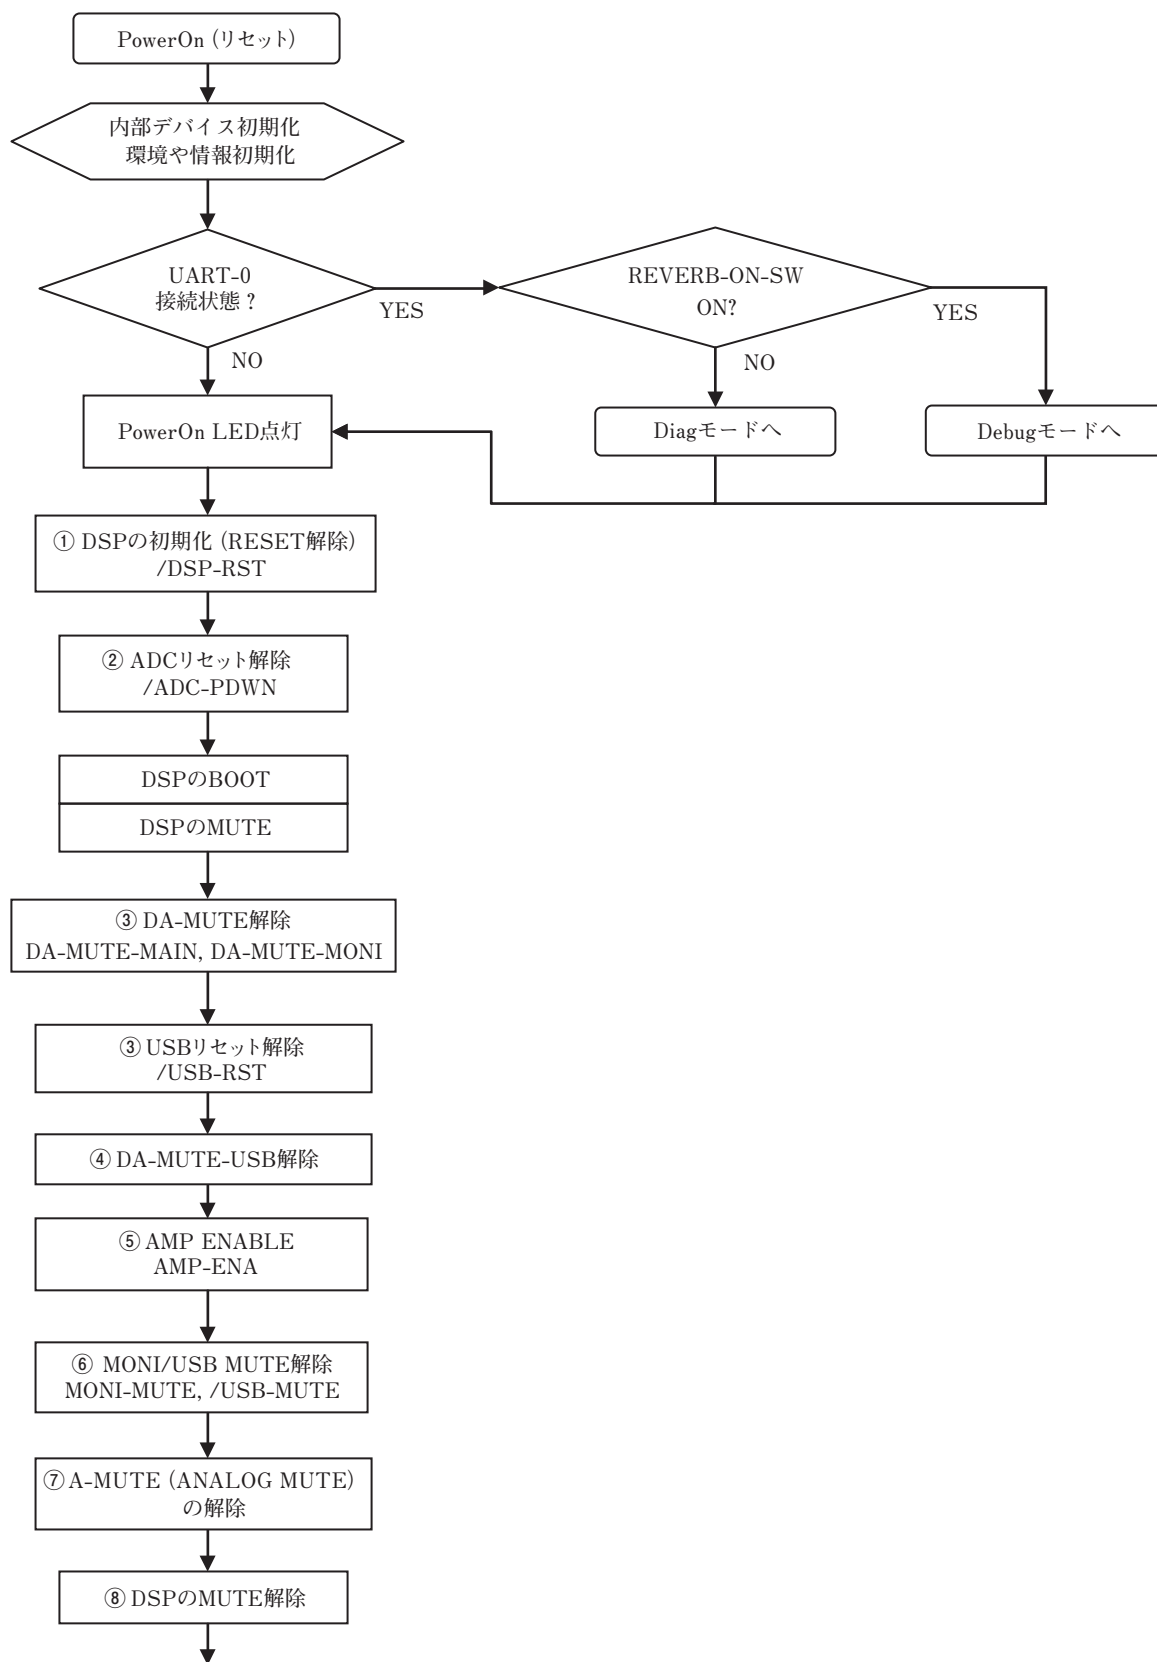 PowerOn (リセット)
内部デバイス初期化
環境や情報初期化
UART-0
接続状態？
YES
NO
REVERB-ON-SW
ON?
YES
NO
PowerOn LED点灯
Diagモードへ
Debugモードへ
① DSPの初期化 (RESET解除)
/DSP-RST
② ADCリセット解除
/ADC-PDWN
DSPのBOOT
DSPのMUTE
③ DA-MUTE解除
DA-MUTE-MAIN, DA-MUTE-MONI
③ USBリセット解除
/USB-RST
④ DA-MUTE-USB解除
⑤ AMP ENABLE
AMP-ENA
⑥ MONI/USB MUTE解除
MONI-MUTE, /USB-MUTE
⑦ A-MUTE (ANALOG MUTE)
の解除
⑧ DSPのMUTE解除